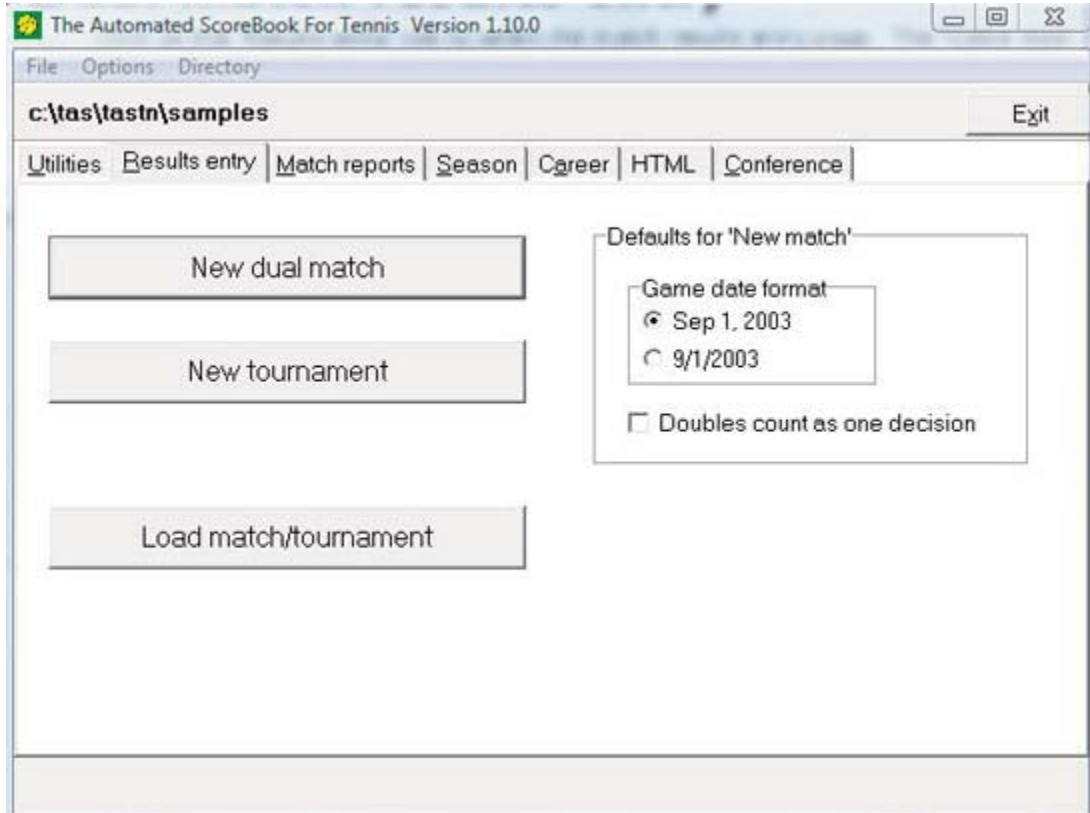 The Automated ScoreBook For Tennis Version 1.10.0
File Options Directory
c:\tas\tastn\samples
Exit
Utilities Results entry Match reports Season Career HTML Conference
New dual match
New tournament
Load match/tournament
Defaults for 'New match'
Game date format
Sep 1, 2003
9/1/2003
Doubles count as one decision